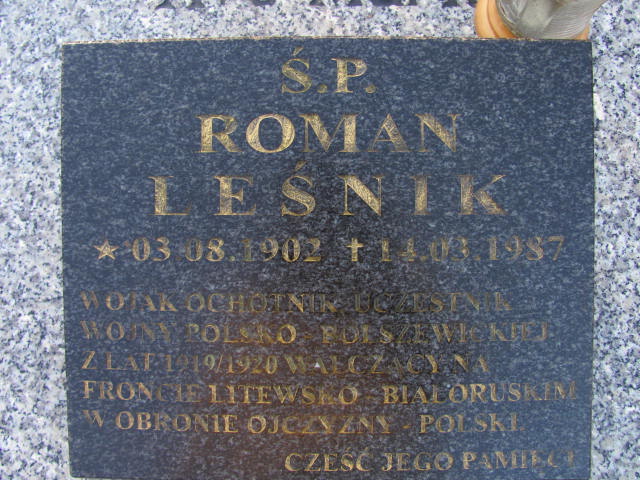 Ś.P.
ROMAN
LEŚNIK
★ 03.08.1902 ✝ 14.03.1987
WOJAK OCHOTNIK UCZESTNIK
WOJNY POLSKO - BOLSZEWICKIEJ
Z LAT 1919/1920 WALCZĄCY NA
FRONCIE LITEWSKO - BIAŁORUSKIM
W OBRONIE OJCZYZNY - POLSKI.
CZEŚĆ JEGO PAMIĘCI